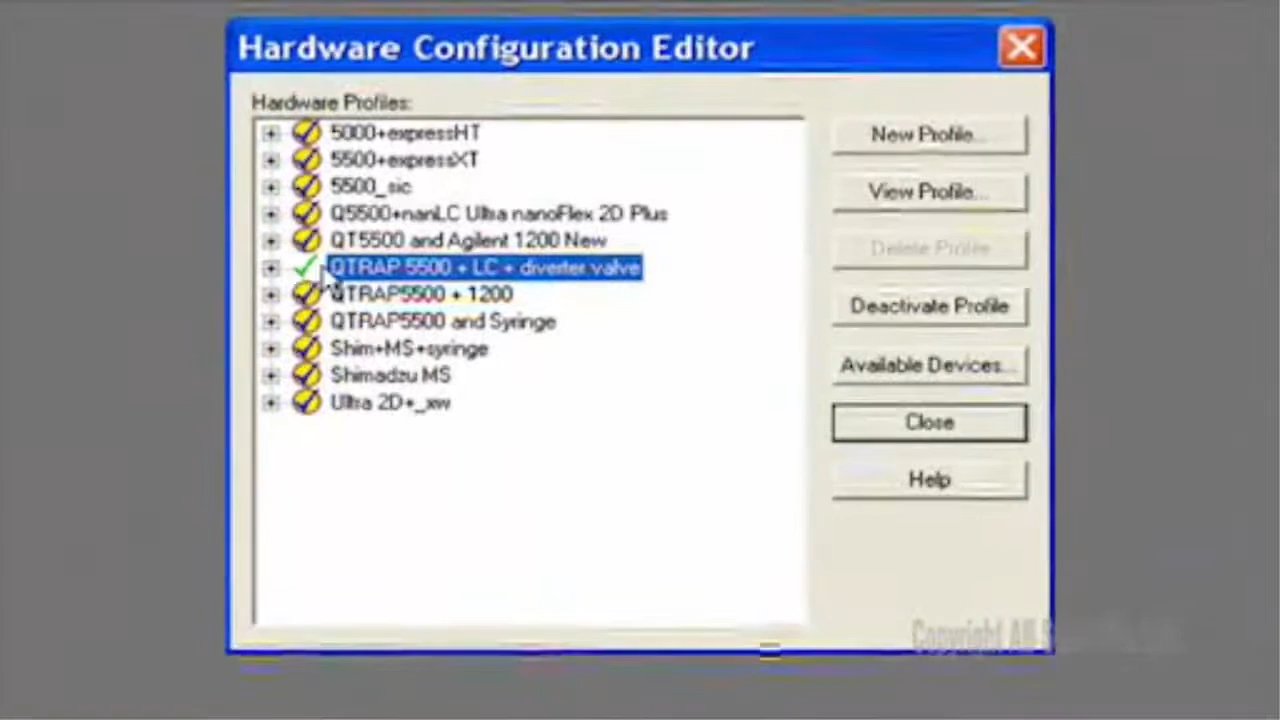 Hardware Configuration Editor
Hardware Profiles:
5000+expressHT
5500+expressXT
5500_sic
Q5500+nanLC Ultra nanoFlex 2D Plus
QT5500 and Agilent 1200 New
QTRAP 5500 + LC + diverter valve
QTRAP5500 + 1200
QTRAP5500 and Syringe
Shim+MS+syringe
Shimadzu MS
Ultra 2D+_xw
New Profile...
View Profile...
Delete Profile
Deactivate Profile
Available Devices...
Close
Help
Copyright AB